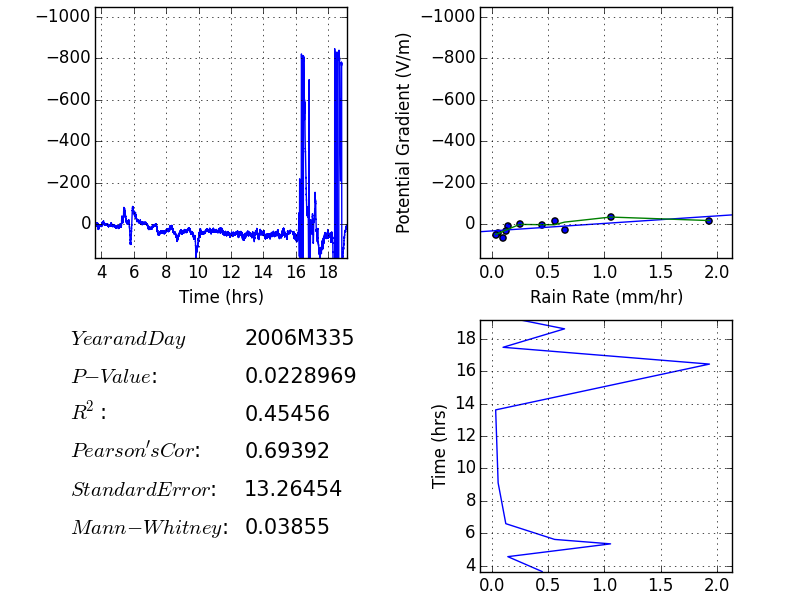 −1000
−800
−600
−400
−200
0
4 6 8 10 12 14 16 18
Time (hrs)
Potential Gradient (V/m)
−1000
−800
−600
−400
−200
0
0.0 0.5 1.0 1.5 2.0
Rain Rate (mm/hr)
YearandDay 2006M335
P−Value: 0.0228969
R²: 0.45456
Pearson'sCor: 0.69392
StandardError: 13.26454
Mann−Whitney: 0.03855
Time (hrs)
18
16
14
12
10
8
6
4
0.0 0.5 1.0 1.5 2.0